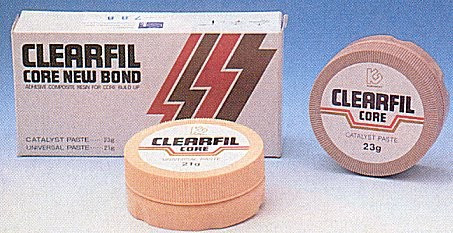 CLEARFIL
CORE NEW BOND
ADHESIVE COMPOSITE RESIN FOR CORE BUILD UP
CATALYST PASTE 23g
UNIVERSAL PASTE 21g
CLEARFIL
CORE
UNIVERSAL PASTE
21g
CLEARFIL
CORE
CATALYST PASTE
23g